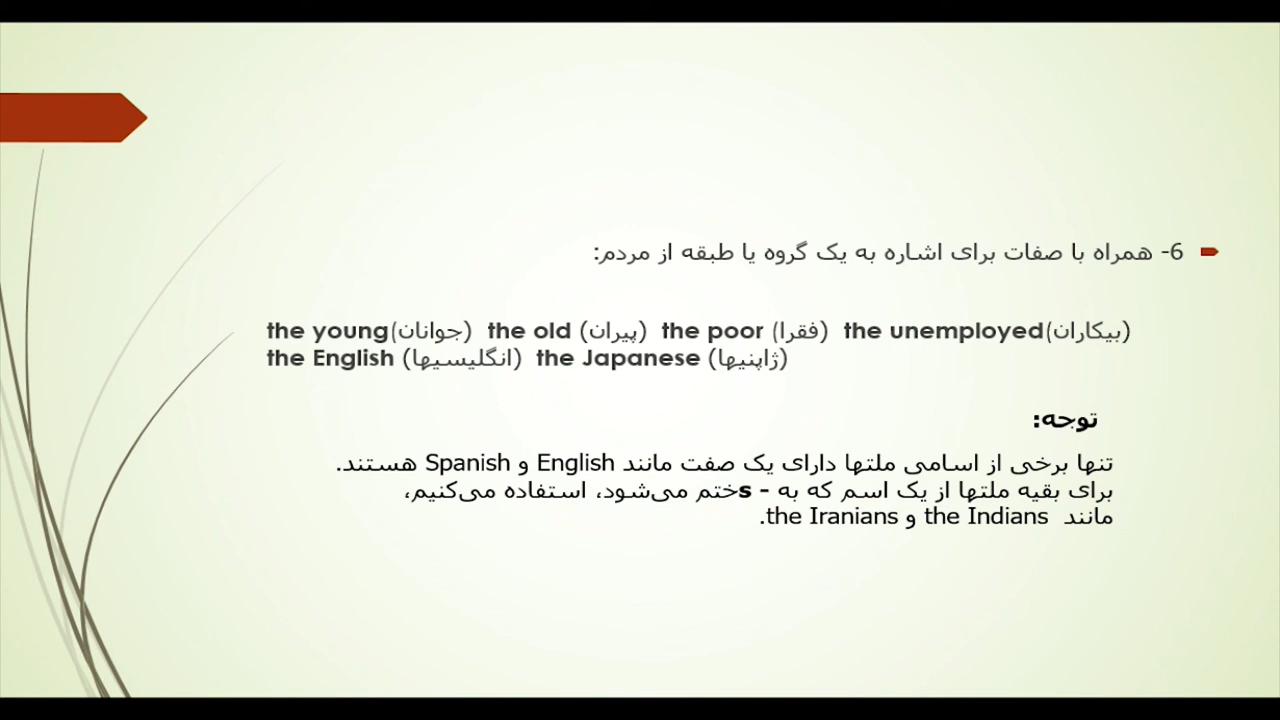 6- همراه با صفات برای اشاره به یک گروه یا طبقه از مردم:
the young(جوانان) the old (پیران) the poor (فقرا) the unemployed(بیکاران)
the English (انگلیسیها) the Japanese (ژاپنیها)
توجه:
تنها برخی از اسامی ملتها دارای یک صفت مانند English و Spanish هستند.
برای بقیه ملتها از یک اسم که به - s ختم می‌شود، استفاده می‌کنیم،
مانند the Indians و the Iranians.